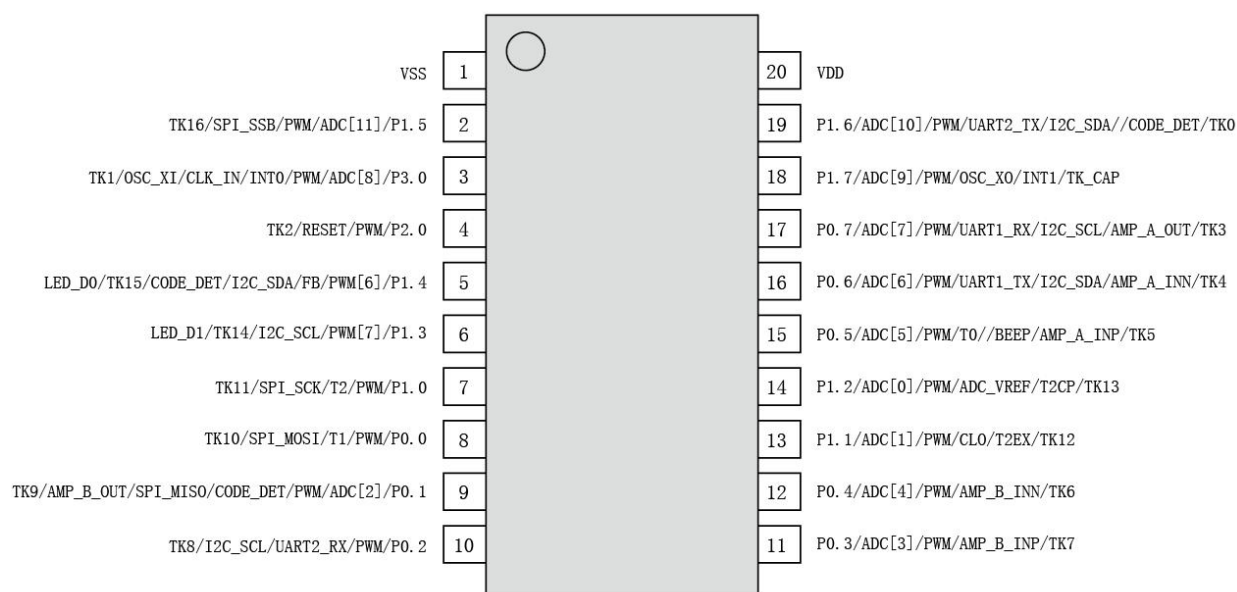 VSS 1 20 VDD
TK16/SPI_SSB/PWM/ADC[11]/P1.5 2 19 P1.6/ADC[10]/PWM/UART2_TX/I2C_SDA//CODE_DET/TK0
TK1/OSC_XI/CLK_IN/INT0/PWM/ADC[8]/P3.0 3 18 P1.7/ADC[9]/PWM/OSC_XO/INT1/TK_CAP
TK2/RESET/PWM/P2.0 4 17 P0.7/ADC[7]/PWM/UART1_RX/I2C_SCL/AMP_A_OUT/TK3
LED_D0/TK15/CODE_DET/I2C_SDA/FB/PWM[6]/P1.4 5 16 P0.6/ADC[6]/PWM/UART1_TX/I2C_SDA/AMP_A_INN/TK4
LED_D1/TK14/I2C_SCL/PWM[7]/P1.3 6 15 P0.5/ADC[5]/PWM/T0//BEEP/AMP_A_INP/TK5
TK11/SPI_SCK/T2/PWM/P1.0 7 14 P1.2/ADC[0]/PWM/ADC_VREF/T2CP/TK13
TK10/SPI_MOSI/T1/PWM/P0.0 8 13 P1.1/ADC[1]/PWM/CLO/T2EX/TK12
TK9/AMP_B_OUT/SPI_MISO/CODE_DET/PWM/ADC[2]/P0.1 9 12 P0.4/ADC[4]/PWM/AMP_B_INN/TK6
TK8/I2C_SCL/UART2_RX/PWM/P0.2 10 11 P0.3/ADC[3]/PWM/AMP_B_INP/TK7